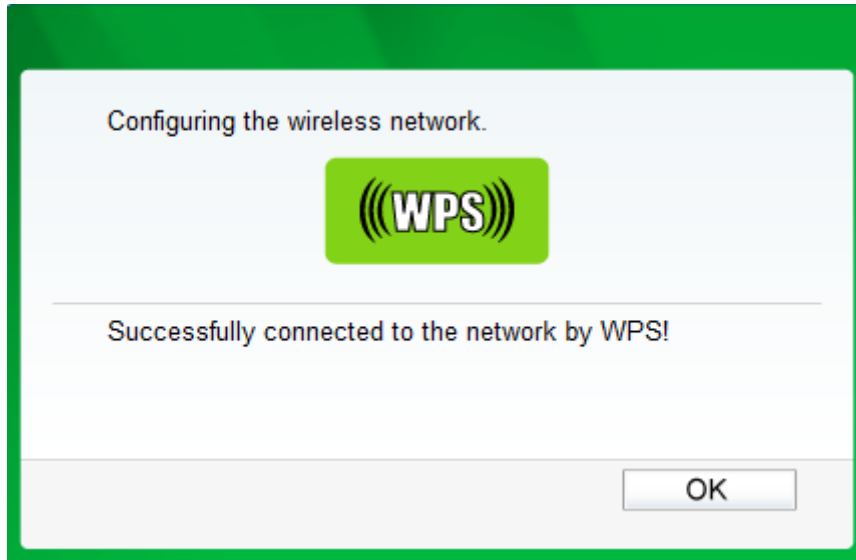 Configuring the wireless network.
WPS
Successfully connected to the network by WPS!
OK